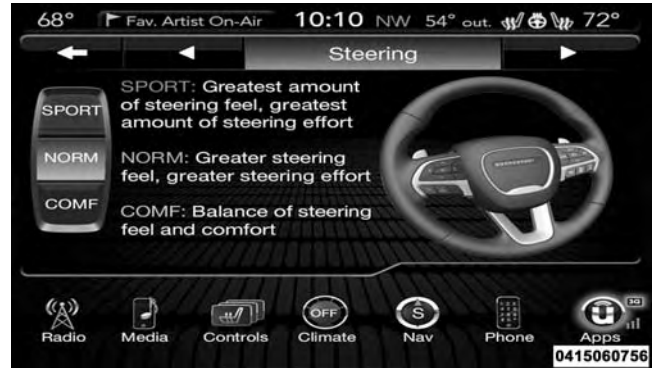 68° Fav. Artist On-Air 10:10 NW 54° out. 72°
Steering
SPORT
NORM
COMF
SPORT: Greatest amount
of steering feel, greatest
amount of steering effort
NORM: Greater steering
feel, greater steering effort
COMF: Balance of steering
feel and comfort
Radio
Media
Controls
OFF
Climate
S
Nav
Phone
U
3G
Apps
0415060756